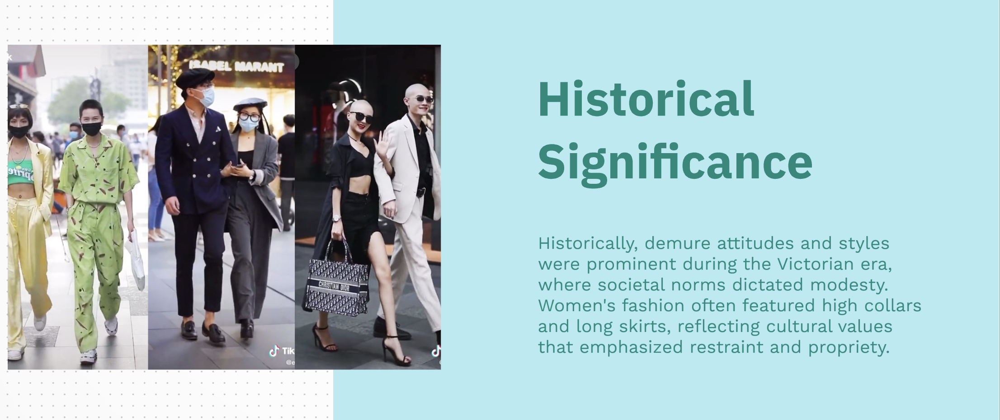 k
ISABEL MARANT
Enjoy
Sprite
CHRISTIAN DIOR
Tik
@e
Historical
Significance
Historically, demure attitudes and styles
were prominent during the Victorian era,
where societal norms dictated modesty.
Women's fashion often featured high collars
and long skirts, reflecting cultural values
that emphasized restraint and propriety.